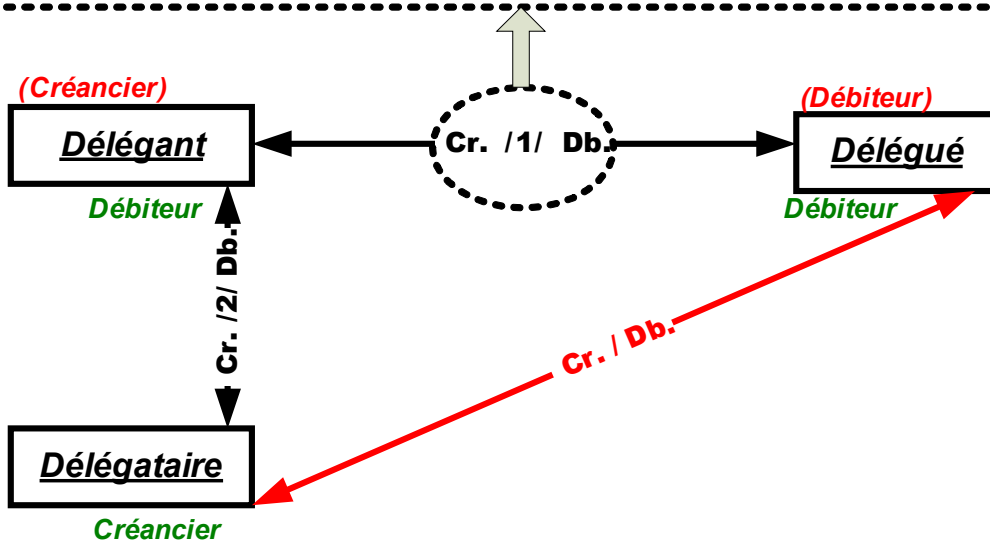 (Créancier)
(Débiteur)
Délégant
Cr. /1/ Db.
Délégué
Débiteur
Débiteur
Cr. /2/ Db.
Cr. / Db.
Délégataire
Créancier